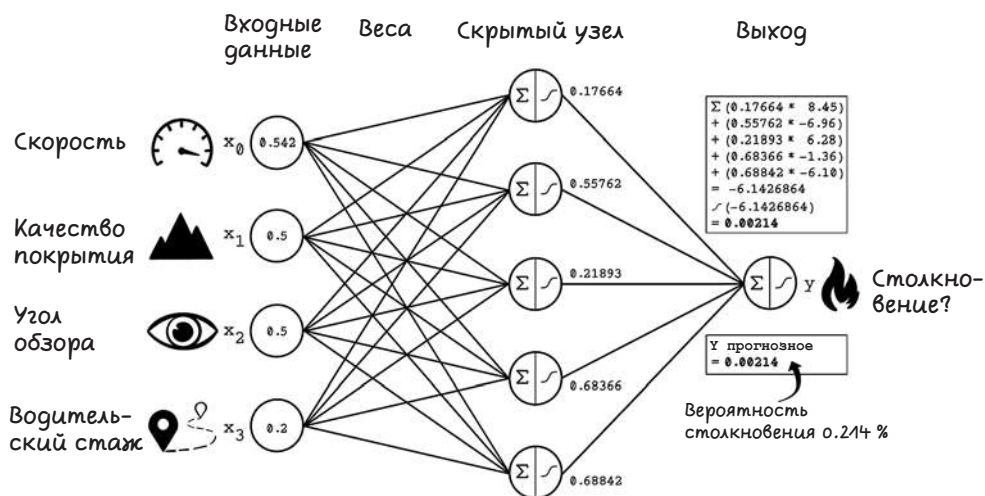 Входные данные
Веса
Скрытый узел
Выход
Скорость
x0
0.542
Качество
покрытия
x1
0.5
Угол
обзора
x2
0.5
Водитель-
ский стаж
x3
0.2
Σ
0.17664
Σ
0.55762
Σ
0.21893
Σ
0.68366
Σ
0.68842
Σ (0.17664 * 8.45)
+ (0.55762 * -6.96)
+ (0.21893 * 6.28)
+ (0.68366 * -1.36)
+ (0.68842 * -6.10)
= -6.1426864
(-6.1426864)
= 0.00214
Σ
y
Столкно-
вение?
Y прогнозное
= 0.00214
Вероятность
столкновения 0.214 %